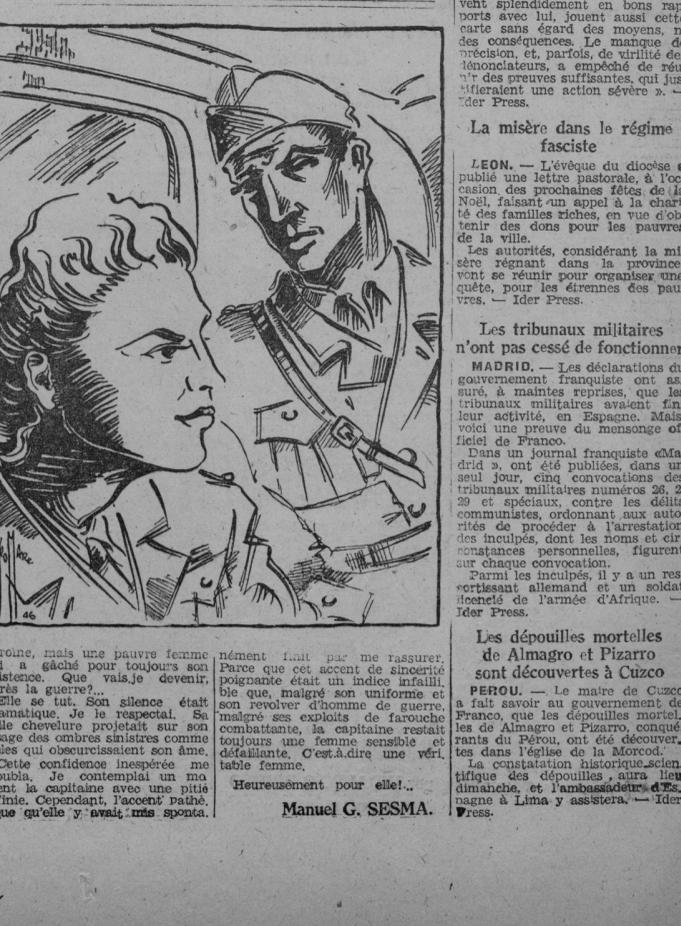 46
roïne, mais une pauvre femme
i a gâché pour toujours son
istence. Que vais-je devenir,
rès la guerre?...
Elle se tut. Son silence était
amatique. Je le respectai. Sa
lle chevelure projetait sur son
sage des ombres sinistres comme
les qui obscurcissaient son âme.
Cette confidence inespérée me
oubla. Je contemplai un mo
ent la capitaine avec une pitié
finie. Cependant, l'accent pathé.
que qu'elle y avait mis sponta.
nément finit par me rassurer.
Parce que cet accent de sincérité
poignante était un indice infailli.
ble que, malgré son uniforme et
son revolver d'homme de guerre,
malgré ses exploits de farouche
combattante, la capitaine restait
toujours une femme sensible et
défaillante. C'est.à.dire une véri.
table femme.
Heureusement pour elle!...
Manuel G. SESMA.
vent splendidement en bons rap
ports avec lui, jouent aussi cette
carte sans égard des moyens, n
des conséquences. Le manque de
précision, et, parfois, de virilité de
dénonciateurs, a empêché de réu
n'r des preuves suffisantes, qui jus
tifieraient une action sévère ». —
Ider Press.
La misère dans le régime
fasciste
LEON. — L'évêque du diocèse a
publié une lettre pastorale, à l'oc
casion des prochaines fêtes de la
Noël, faisant un appel à la chari
té des familles riches, en vue d'ob
tenir des dons pour les pauvres
de la ville.
Les autorités, considérant la mi
sère régnant dans la province,
vont se réunir pour organiser une
quête, pour les étrennes des pau
vres. — Ider Press.
Les tribunaux militaires
n'ont pas cessé de fonctionner
MADRID. — Les déclarations du
gouvernement franquiste ont as
suré, à maintes reprises, que les
tribunaux militaires avaient fini
leur activité, en Espagne. Mais
voici une preuve du mensonge of
ficiel de Franco.
Dans un journal franquiste «Ma
drid », ont été publiées, dans un
seul jour, cinq convocations des
tribunaux militaires numéros 26, 2
29 et spéciaux, contre les délits
communistes, ordonnant aux auto
rités de procéder à l'arrestation
des inculpés, dont les noms et cir
constances personnelles, figurent
sur chaque convocation.
Parmi les inculpés, il y a un res
sortissant allemand et un soldat
licencié de l'armée d'Afrique. —
Ider Press.
Les dépouilles mortelles
de Almagro et Pizarro
sont découvertes à Cuzco
PEROU. — Le maire de Cuzco
a fait savoir au gouvernement de
Franco, que les dépouilles mortel.
les de Almagro et Pizarro, conqué
rants du Pérou, ont été découver.
tes dans l'église de la Morcod.
La constatation historique.scien.
tifique des dépouilles, aura lieu
dimanche, et l'ambassadeur d'Es.
pagne à Lima y assistera. — Ider
Press.